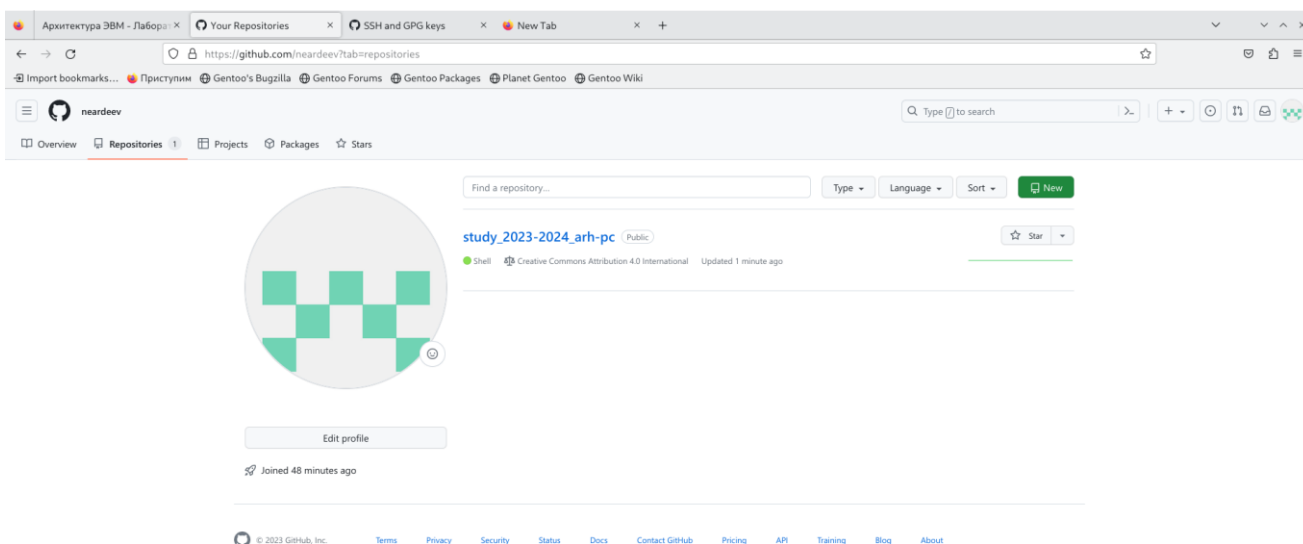 Архитектура ЭВМ - Лаборат
Your Repositories
SSH and GPG keys
New Tab
https://github.com/neardeev?tab=repositories
Import bookmarks... Приступим Gentoo's Bugzilla Gentoo Forums Gentoo Packages Planet Gentoo Gentoo Wiki
neardeev
Type / to search
Overview Repositories 1 Projects Packages Stars
Find a repository...
Type Language Sort New
study_2023-2024_arh-pc Public
Star
Shell Creative Commons Attribution 4.0 International Updated 1 minute ago
Edit profile
Joined 48 minutes ago
© 2023 GitHub, Inc. Terms Privacy Security Status Docs Contact GitHub Pricing API Training Blog About